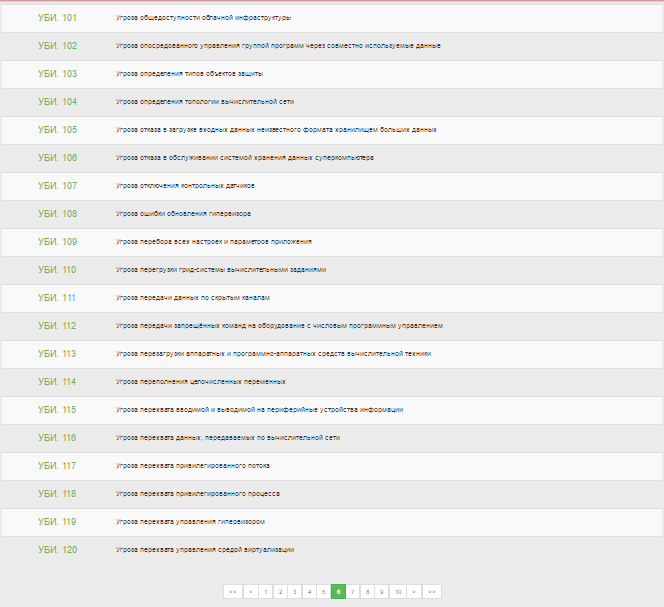 УБИ. 101 Угроза общедоступности облачной инфраструктуры
УБИ. 102 Угроза опосредованного управления группой программ через совместно используемые данные
УБИ. 103 Угроза определения типов объектов защиты
УБИ. 104 Угроза определения топологии вычислительной сети
УБИ. 105 Угроза отказа в загрузке входных данных неизвестного формата хранилищем больших данных
УБИ. 106 Угроза отказа в обслуживании системой хранения данных суперкомпьютера
УБИ. 107 Угроза отключения контрольных датчиков
УБИ. 108 Угроза ошибки обновления гипервизора
УБИ. 109 Угроза перебора всех настроек и параметров приложения
УБИ. 110 Угроза перегрузки грид-системы вычислительными заданиями
УБИ. 111 Угроза передачи данных по скрытым каналам
УБИ. 112 Угроза передачи запрещённых команд на оборудование с числовым программным управлением
УБИ. 113 Угроза перезагрузки аппаратных и программно-аппаратных средств вычислительной техники
УБИ. 114 Угроза переполнения целочисленных переменных
УБИ. 115 Угроза перехвата вводимой и выводимой на периферийные устройства информации
УБИ. 116 Угроза перехвата данных, передаваемых по вычислительной сети
УБИ. 117 Угроза перехвата привилегированного потока
УБИ. 118 Угроза перехвата привилегированного процесса
УБИ. 119 Угроза перехвата управления гипервизором
УБИ. 120 Угроза перехвата управления средой виртуализации
<< < 1 2 3 4 5 6 7 8 9 10 > >>